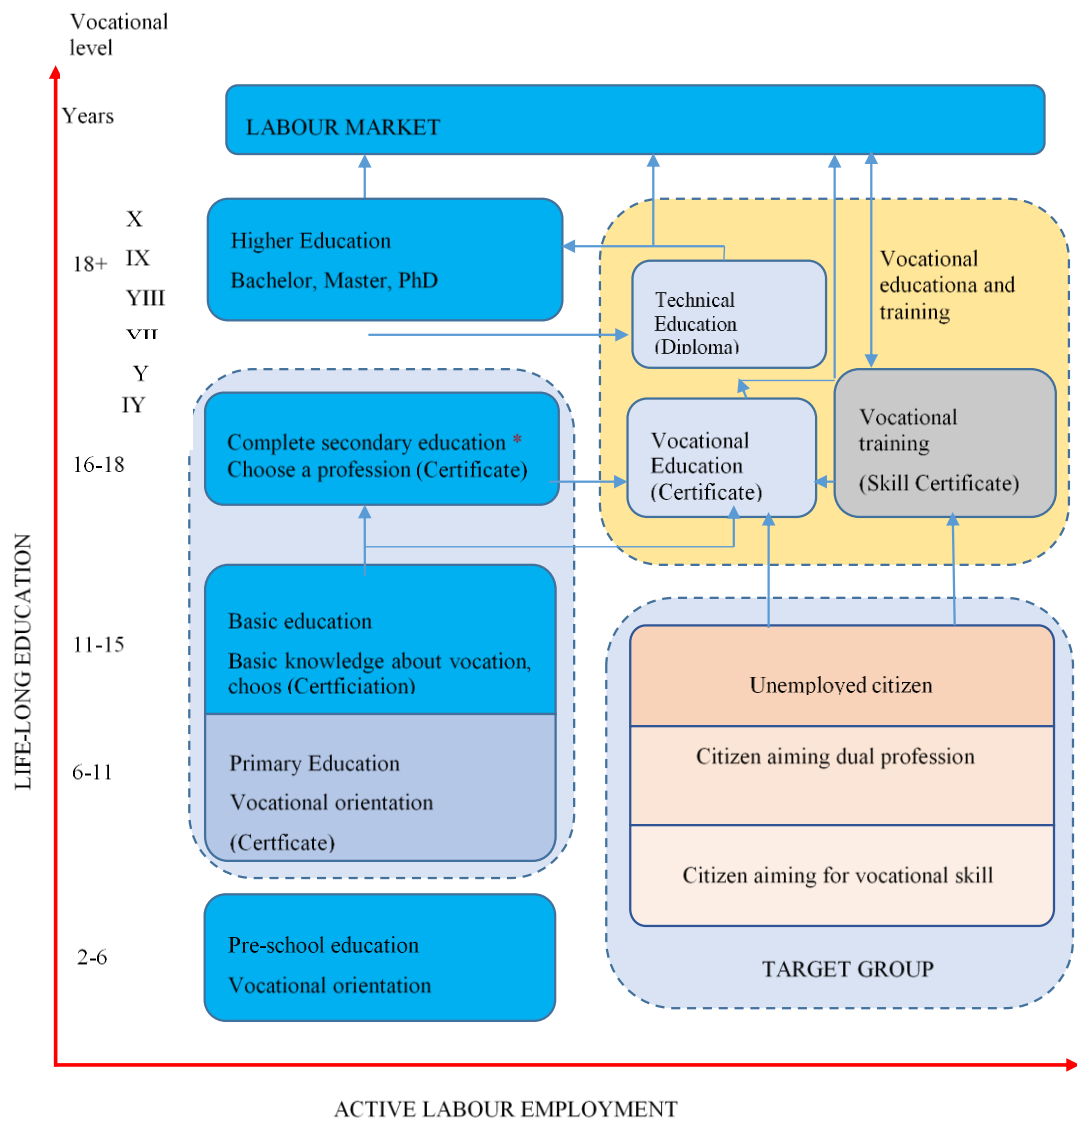 Vocational
level
Years
LABOUR MARKET
X
IX
YIII
VII
18+
Higher Education
Bachelor, Master, PhD
Vocational
educationa and
training
Technical
Education
(Diploma)
Y
IY
16-18
Complete secondary education *
Choose a profession (Certificate)
Vocational
Education
(Certificate)
Vocational
training
(Skill Certificate)
LIFE-LONG EDUCATION
11-15
Basic education
Basic knowledge about vocation,
choos (Certficiation)
6-11
Primary Education
Vocational orientation
(Certficate)
2-6
Pre-school education
Vocational orientation
Unemployed citizen
Citizen aiming dual profession
Citizen aiming for vocational skill
TARGET GROUP
ACTIVE LABOUR EMPLOYMENT